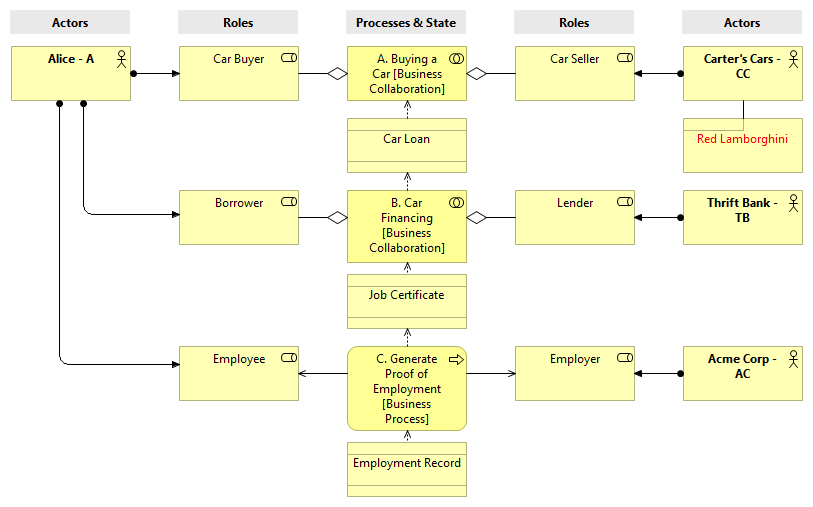 Actors
Roles
Processes & State
Roles
Actors
Alice - A
Car Buyer
A. Buying a
Car [Business
Collaboration]
Car Seller
Carter's Cars -
CC
Car Loan
Red Lamborghini
Borrower
B. Car
Financing
[Business
Collaboration]
Lender
Thrift Bank -
TB
Job Certificate
Employee
C. Generate
Proof of
Employment
[Business
Process]
Employer
Acme Corp -
AC
Employment Record